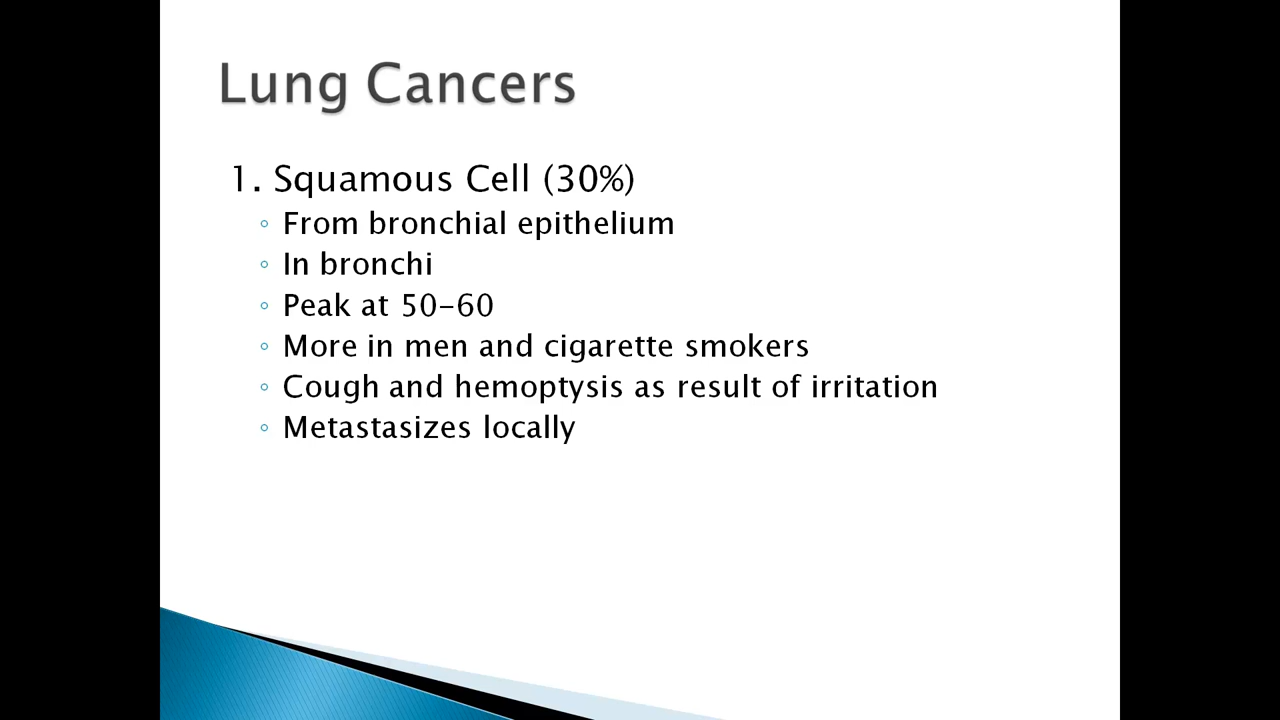 Lung Cancers
1. Squamous Cell (30%)
◦ From bronchial epithelium
◦ In bronchi
◦ Peak at 50-60
◦ More in men and cigarette smokers
◦ Cough and hemoptysis as result of irritation
◦ Metastasizes locally